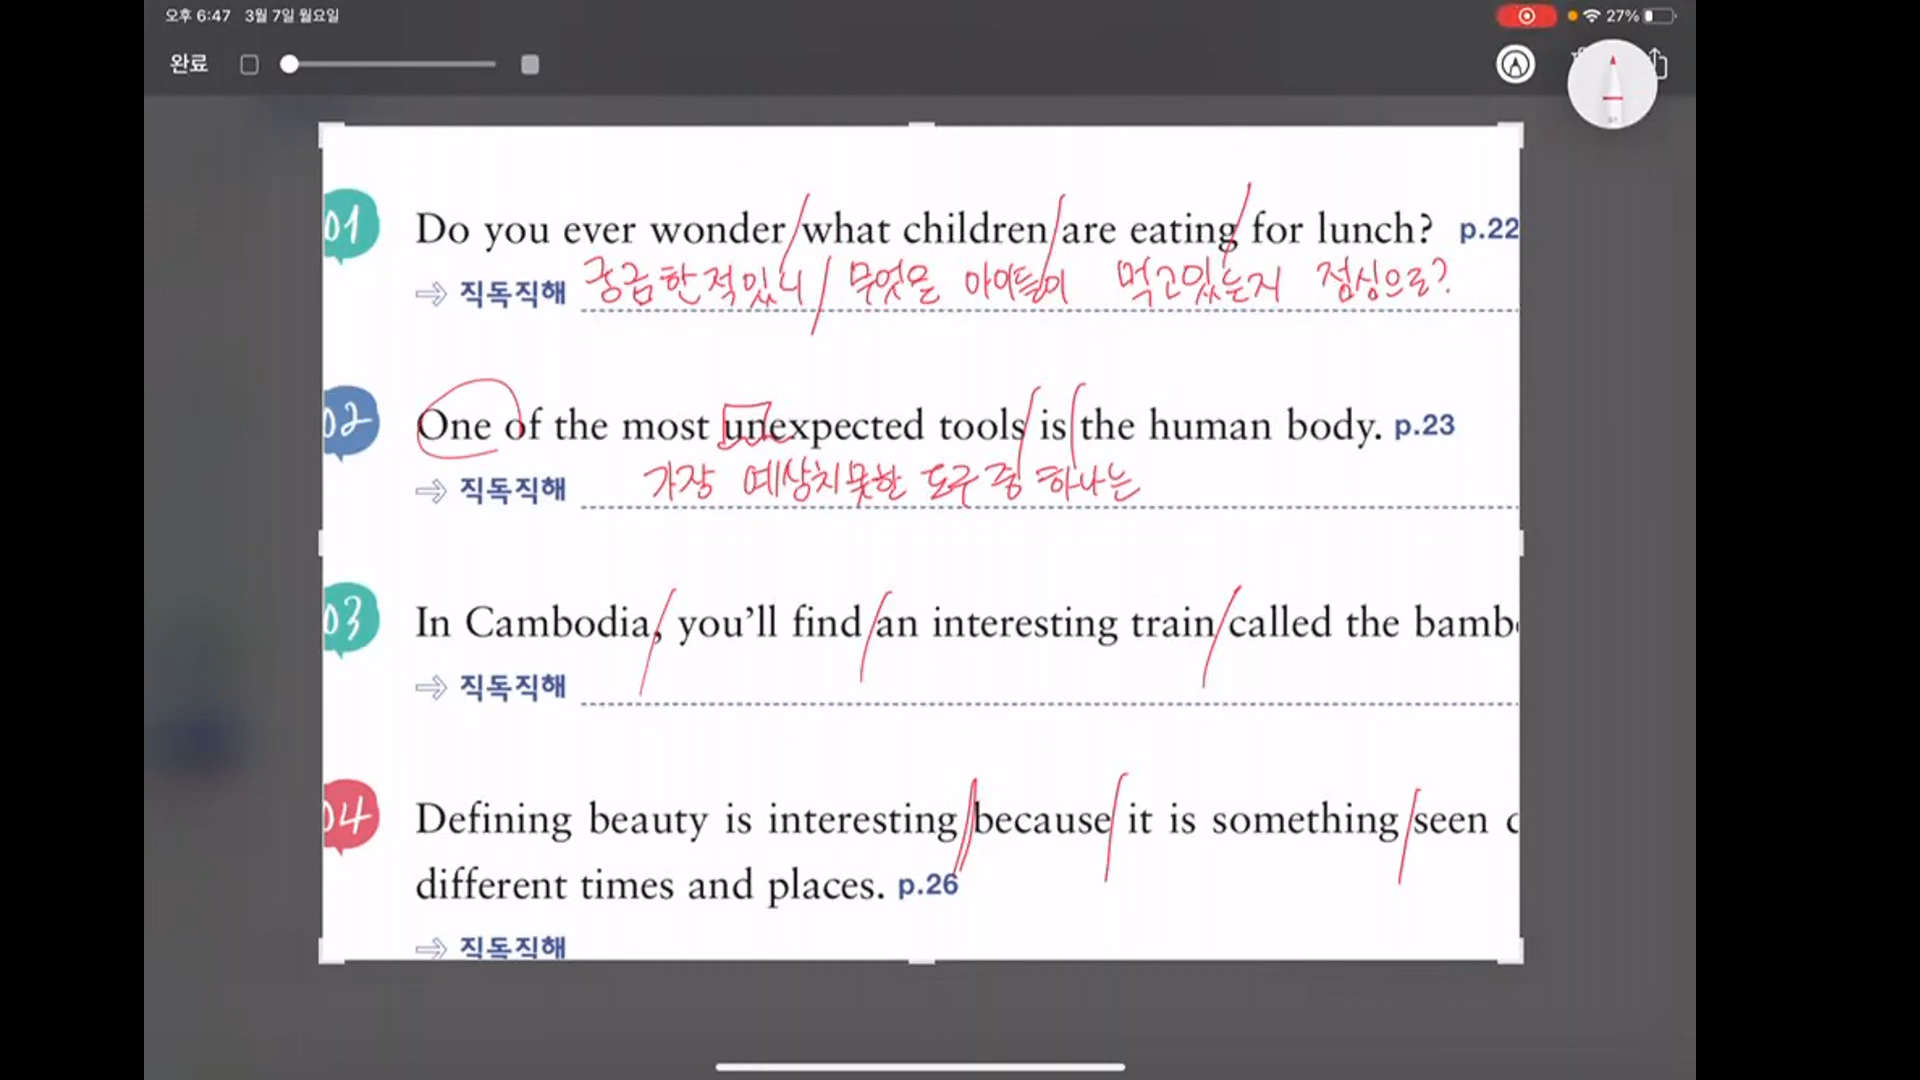 오후 6:47 3월 7일 월요일 27%
완료
01 Do you ever wonder what children are eating for lunch? p.22
궁금한적있니 / 무엇을 아이들이 먹고있는지 점심으로?
⇨ 직독직해
02 One of the most unexpected tools is the human body. p.23
가장 예상치못한 도구 중 하나는
⇨ 직독직해
03 In Cambodia, you'll find an interesting train called the
⇨ 직독직해
04 Defining beauty is interesting because it is something seen
different times and places. p.26
⇨ 직독직해